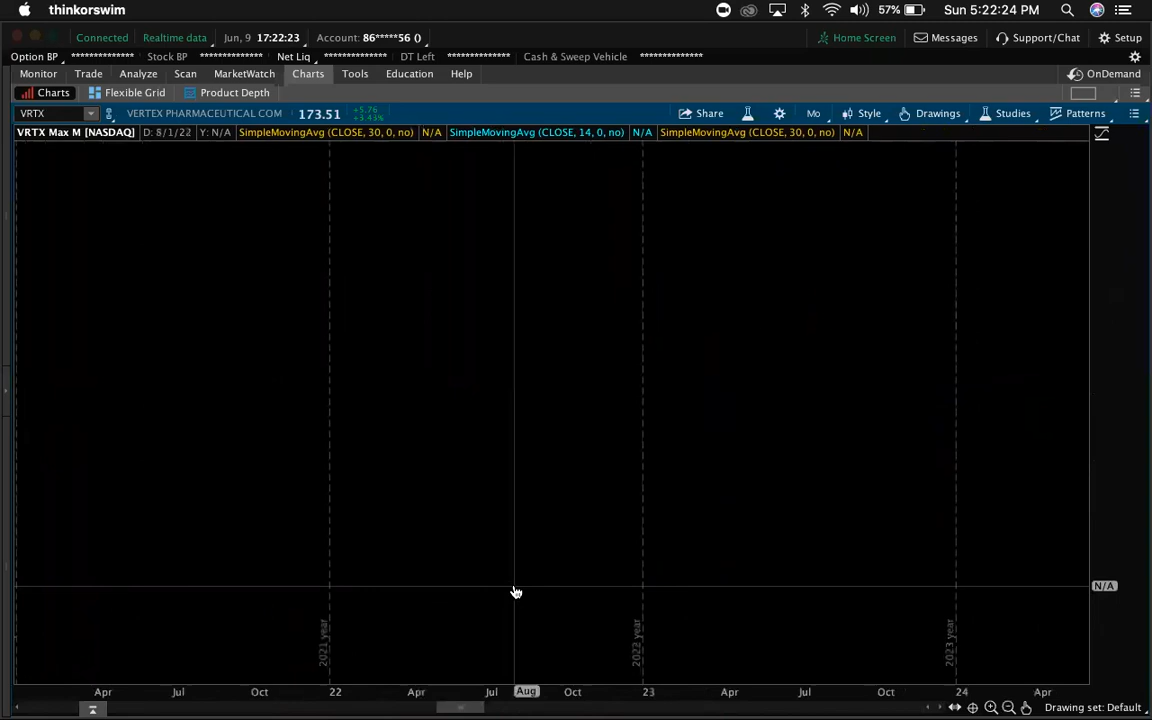 thinkorswim 57% Sun 5:22:24 PM
Connected Realtime data Jun, 9 17:22:23 Account: 86*****56 () Home Screen Messages Support/Chat Setup
Option BP ************* Stock BP ************* Net Liq ************* DT Left ************* Cash & Sweep Vehicle *************
Monitor Trade Analyze Scan MarketWatch Charts Tools Education Help OnDemand
Charts Flexible Grid Product Depth
VRTX VERTEX PHARMACEUTICAL COM 173.51 +5.76 +3.43% Share Mo Style Drawings Studies Patterns
VRTX Max M [NASDAQ] D: 8/1/22 Y: N/A SimpleMovingAvg (CLOSE, 30, 0, no) N/A SimpleMovingAvg (CLOSE, 14, 0, no) N/A SimpleMovingAvg (CLOSE, 30, 0, no) N/A
N/A
2021 year 2022 year 2023 year
Apr Jul Oct 22 Apr Jul Aug Oct 23 Apr Jul Oct 24 Apr
Drawing set: Default